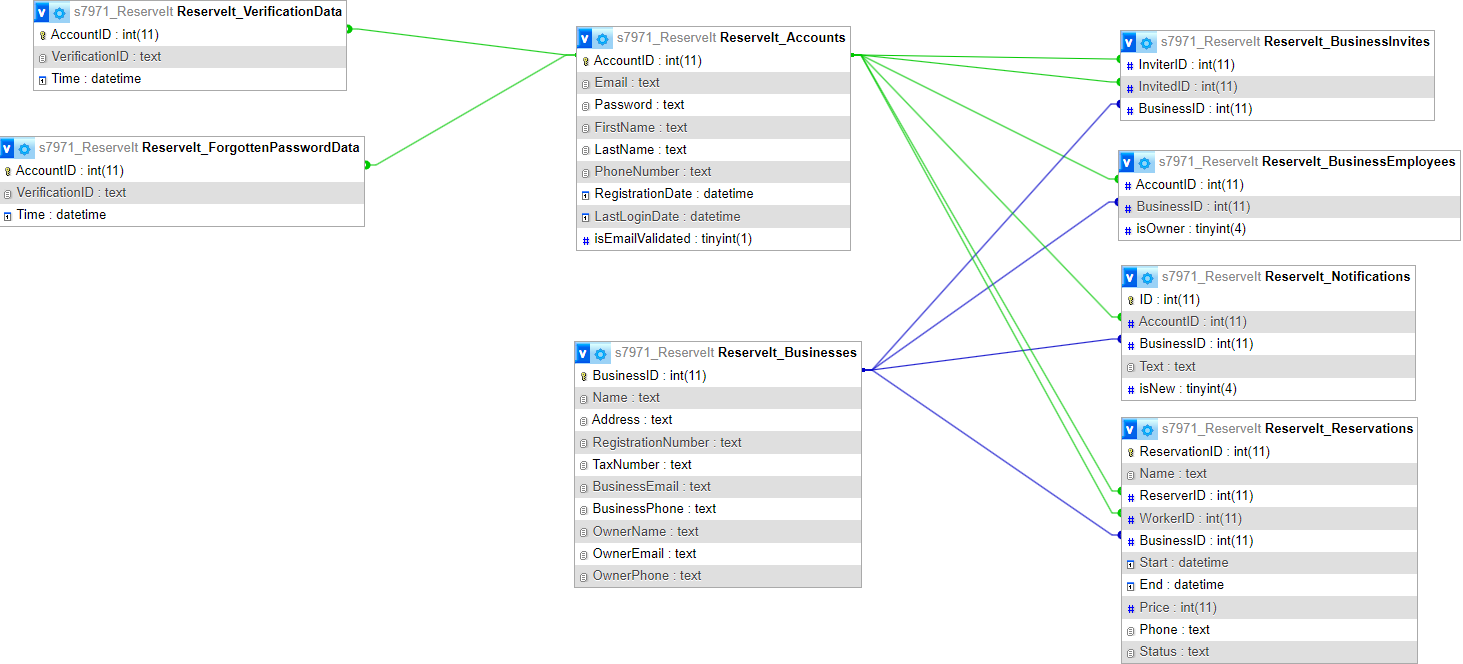 v s7971_ReserveIt ReserveIt_VerificationData
AccountID : int(11)
VerificationID : text
Time : datetime
v s7971_ReserveIt ReserveIt_ForgottenPasswordData
AccountID : int(11)
VerificationID : text
Time : datetime
v s7971_ReserveIt ReserveIt_Accounts
AccountID : int(11)
Email : text
Password : text
FirstName : text
LastName : text
PhoneNumber : text
RegistrationDate : datetime
LastLoginDate : datetime
# isEmailValidated : tinyint(1)
v s7971_ReserveIt ReserveIt_Businesses
BusinessID : int(11)
Name : text
Address : text
RegistrationNumber : text
TaxNumber : text
BusinessEmail : text
BusinessPhone : text
OwnerName : text
OwnerEmail : text
OwnerPhone : text
v s7971_ReserveIt ReserveIt_BusinessInvites
# InviterID : int(11)
# InvitedID : int(11)
# BusinessID : int(11)
v s7971_ReserveIt ReserveIt_BusinessEmployees
# AccountID : int(11)
# BusinessID : int(11)
# isOwner : tinyint(4)
v s7971_ReserveIt ReserveIt_Notifications
ID : int(11)
# AccountID : int(11)
# BusinessID : int(11)
Text : text
# isNew : tinyint(4)
v s7971_ReserveIt ReserveIt_Reservations
ReservationID : int(11)
Name : text
# ReserverID : int(11)
# WorkerID : int(11)
# BusinessID : int(11)
Start : datetime
End : datetime
# Price : int(11)
Phone : text
Status : text